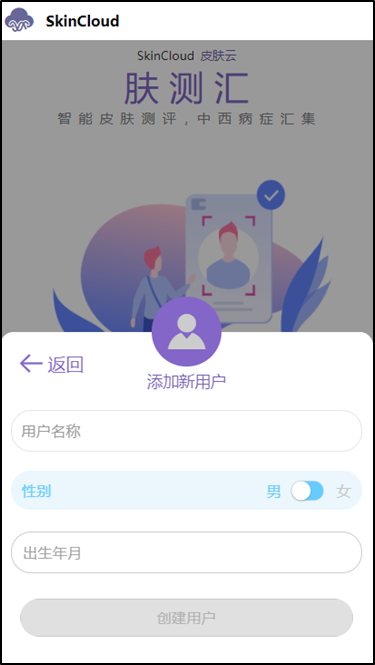 SkinCloud
SkinCloud 皮肤云
肤测汇
智能皮肤测评,中西病症汇集
返回
添加新用户
用户名称
性别 男 女
出生年月
创建用户